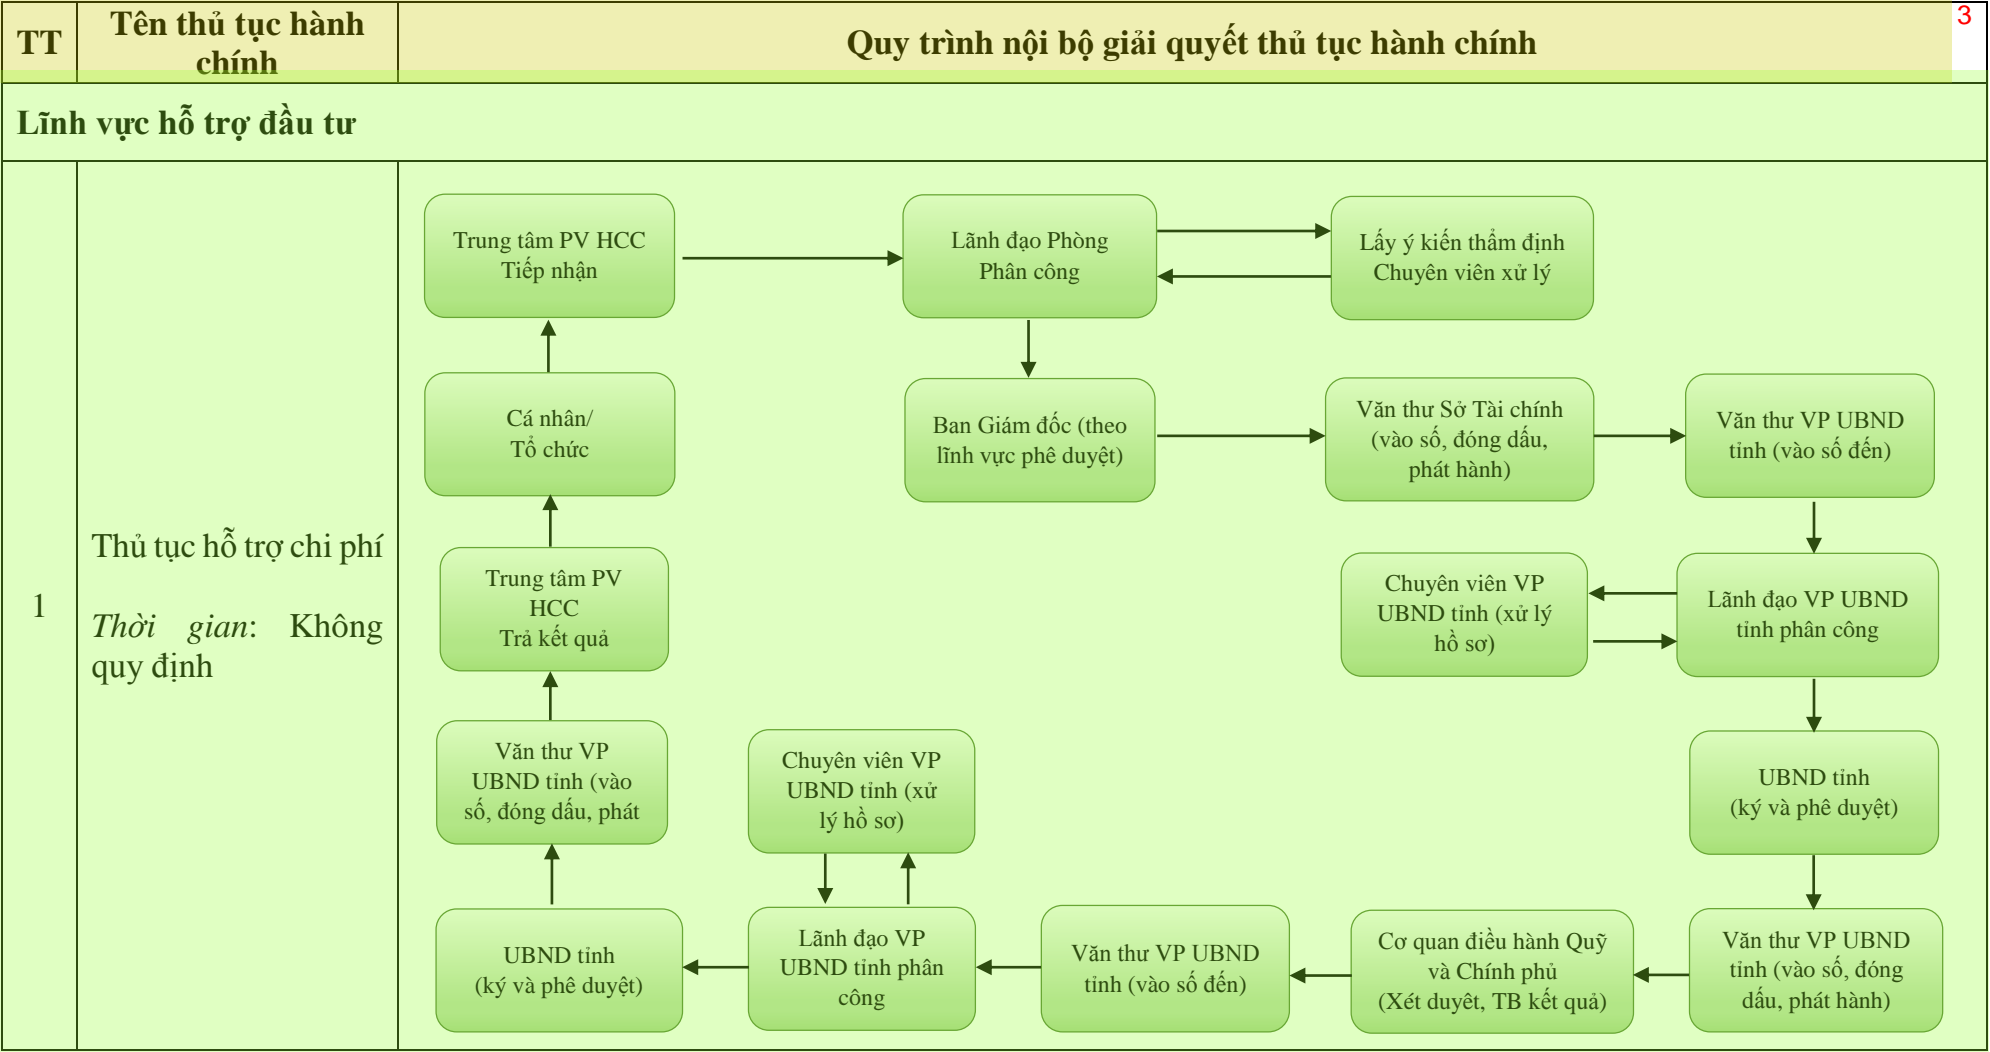 3
TT
Tên thủ tục hành
chính
Quy trình nội bộ giải quyết thủ tục hành chính
Lĩnh vực hỗ trợ đầu tư
1
Thủ tục hỗ trợ chi phí
Thời gian: Không
quy định
Trung tâm PV HCC
Tiếp nhận
Lãnh đạo Phòng
Phân công
Lấy ý kiến thẩm định
Chuyên viên xử lý
Cá nhân/
Tổ chức
Ban Giám đốc (theo
lĩnh vực phê duyệt)
Văn thư Sở Tài chính
(vào số, đóng dấu,
phát hành)
Văn thư VP UBND
tỉnh (vào số đến)
Trung tâm PV
HCC
Trả kết quả
Chuyên viên VP
UBND tỉnh (xử lý
hồ sơ)
Lãnh đạo VP UBND
tỉnh phân công
Văn thư VP
UBND tỉnh (vào
số, đóng dấu, phát
Chuyên viên VP
UBND tỉnh (xử
lý hồ sơ)
UBND tỉnh
(ký và phê duyệt)
UBND tỉnh
(ký và phê duyệt)
Lãnh đạo VP
UBND tỉnh phân
công
Văn thư VP UBND
tỉnh (vào số đến)
Cơ quan điều hành Quỹ
và Chính phủ
(Xét duyêt, TB kết quả)
Văn thư VP UBND
tỉnh (vào số, đóng
dấu, phát hành)